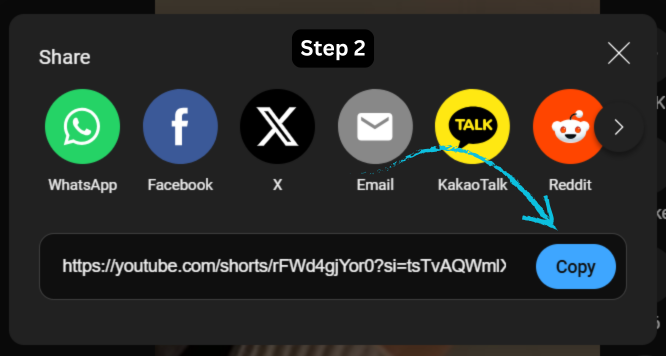 Step 2
Share
TALK
WhatsApp
Facebook
X
Email
KakaoTalk
Reddit
https://youtube.com/shorts/rFWd4gjYor0?si=tsTvAQWmlX
Copy